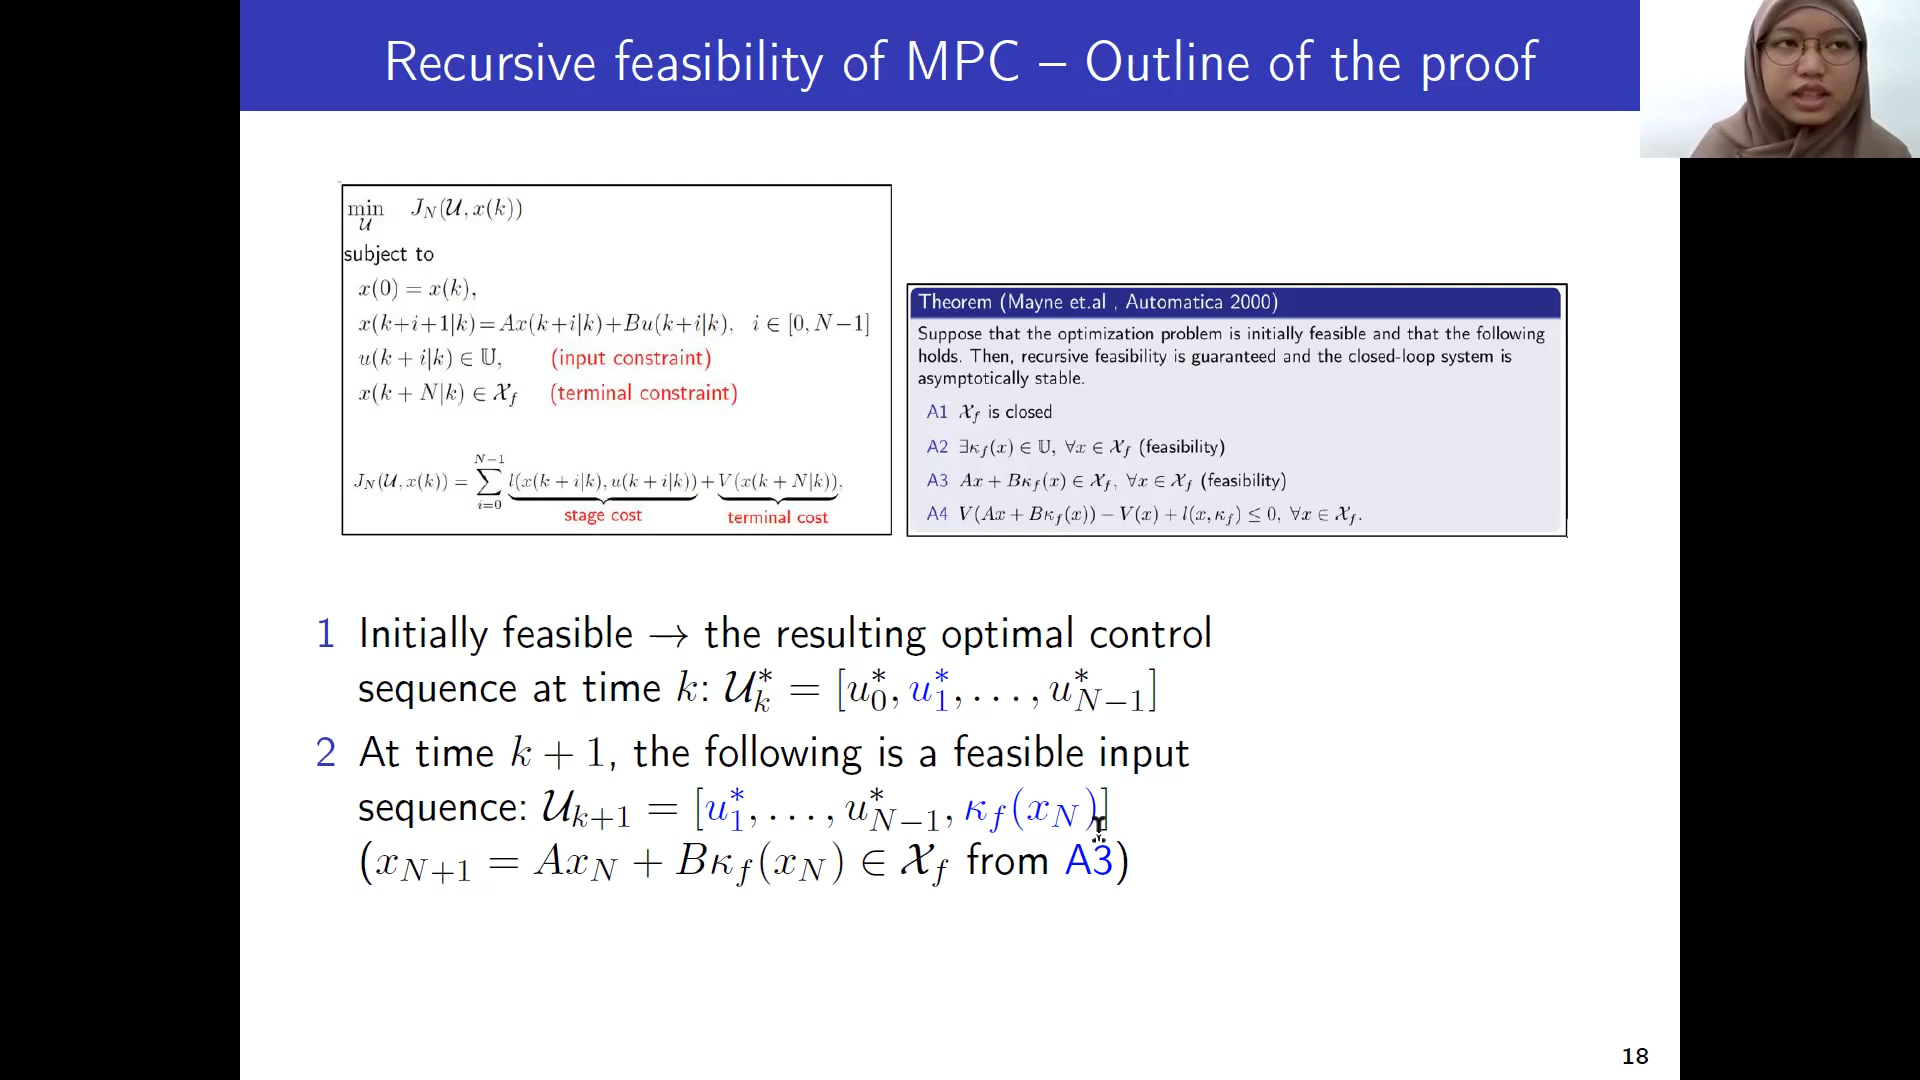 Recursive feasibility of MPC – Outline of the proof
min J_N(𝒰, x(k))
𝒰
subject to
x(0) = x(k),
x(k+i+1|k) = Ax(k+i|k)+Bu(k+i|k), i ∈ [0, N−1]
u(k + i|k) ∈ 𝕌, (input constraint)
x(k + N|k) ∈ 𝒳_f (terminal constraint)
J_N(𝒰, x(k)) = ∑_{i=0}^{N−1} l(x(k + i|k), u(k + i|k)) + V(x(k + N|k)),
stage cost terminal cost
Theorem (Mayne et.al , Automatica 2000)
Suppose that the optimization problem is initially feasible and that the following
holds. Then, recursive feasibility is guaranteed and the closed-loop system is
asymptotically stable.
A1 𝒳_f is closed
A2 ∃κ_f(x) ∈ 𝕌, ∀x ∈ 𝒳_f (feasibility)
A3 Ax + Bκ_f(x) ∈ 𝒳_f, ∀x ∈ 𝒳_f (feasibility)
A4 V(Ax + Bκ_f(x)) − V(x) + l(x, κ_f) ≤ 0, ∀x ∈ 𝒳_f.
1 Initially feasible → the resulting optimal control
sequence at time k: 𝒰*_k = [u*_0, u*_1, . . . , u*_{N−1}]
2 At time k + 1, the following is a feasible input
sequence: 𝒰_{k+1} = [u*_1, . . . , u*_{N−1}, κ_f(x_N)]
(x_{N+1} = Ax_N + Bκ_f(x_N) ∈ 𝒳_f from A3)
18